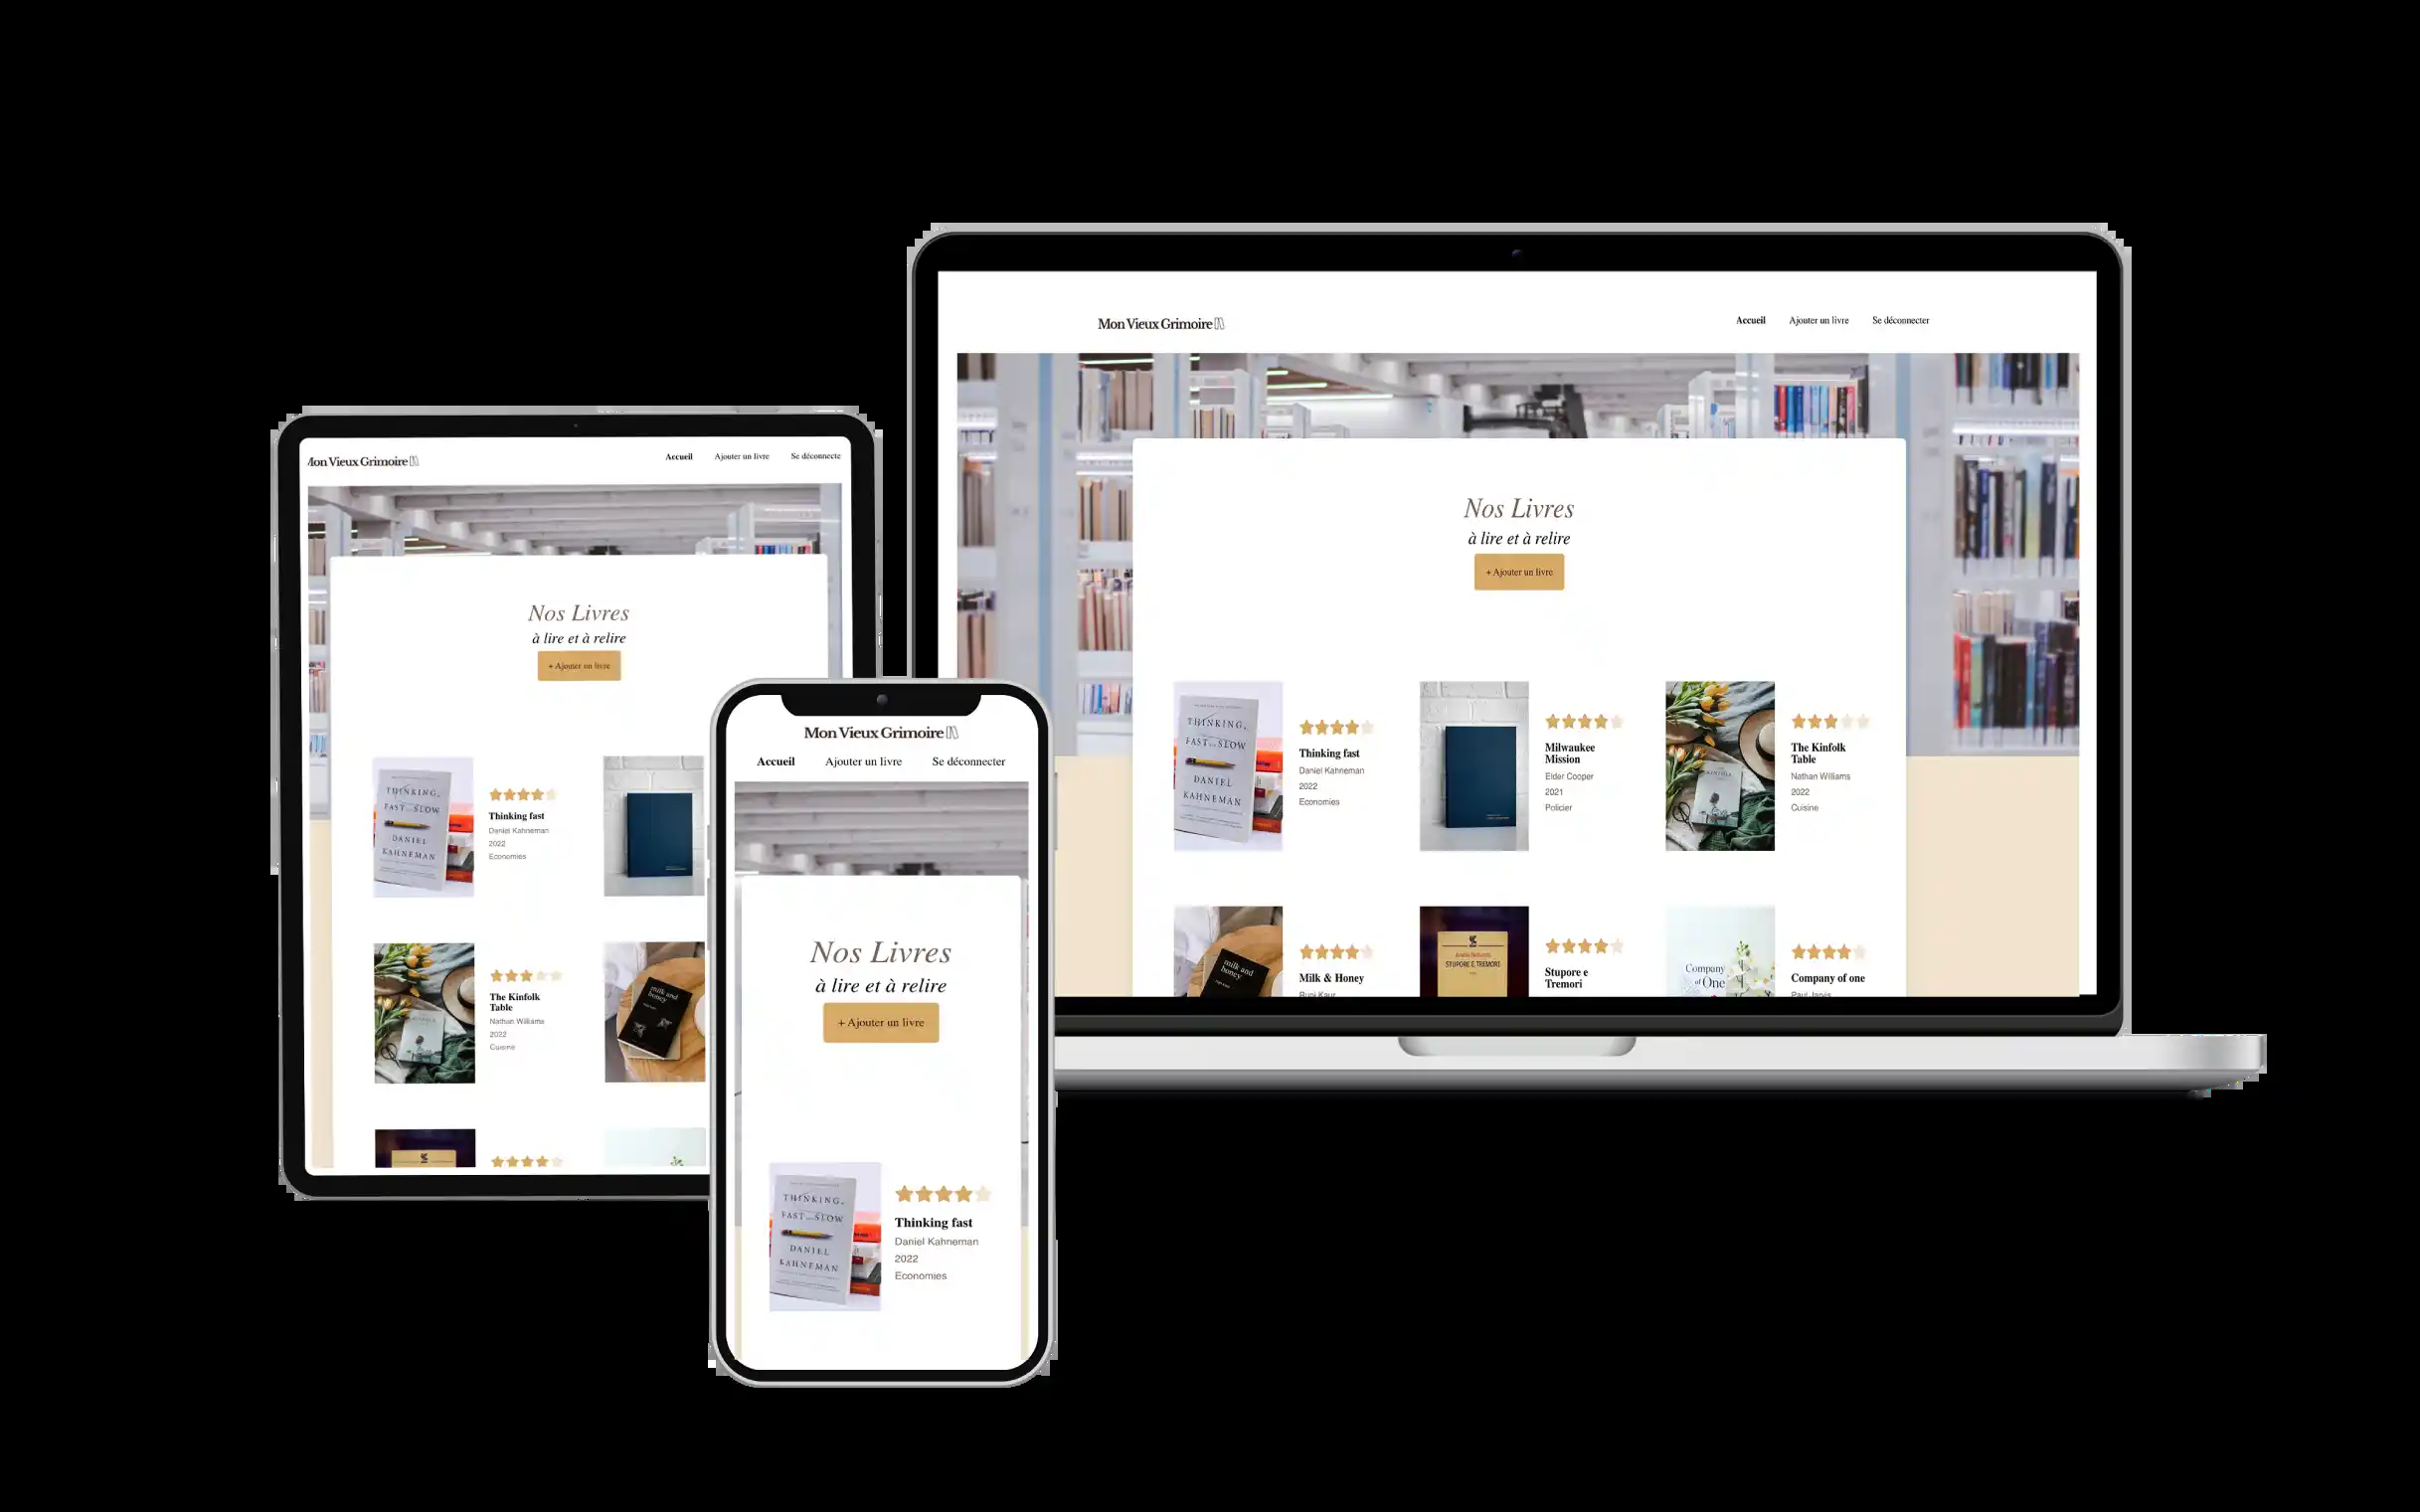 Mon Vieux Grimoire
Accueil Ajouter un livre Se déconnecter
Nos Livres
à lire et à relire
+ Ajouter un livre
THINKING,
FAST AND SLOW
DANIEL
KAHNEMAN
Thinking fast
Daniel Kahneman
2022
Economies
Milwaukee
Mission
Elder Cooper
2021
Policier
KINFOLK
The Kinfolk
Table
Nathan Williams
2022
Cuisine
milk and
honey
Milk & Honey
Rupi Kaur
STUPORE E TREMORI
Stupore e
Tremori
Company
of One
Company of one
Paul Jarvis
Mon Vieux Grimoire
Accueil Ajouter un livre Se déconnecte
Nos Livres
à lire et à relire
+ Ajouter un livre
THINKING,
FAST AND SLOW
DANIEL
KAHNEMAN
Thinking fast
Daniel Kahneman
2022
Economies
The Kinfolk
Table
Nathan Williams
2022
Cuisine
milk and
honey
Mon Vieux Grimoire
Accueil Ajouter un livre Se déconnecter
Nos Livres
à lire et à relire
+ Ajouter un livre
THINKING,
FAST AND SLOW
DANIEL
KAHNEMAN
Thinking fast
Daniel Kahneman
2022
Economies